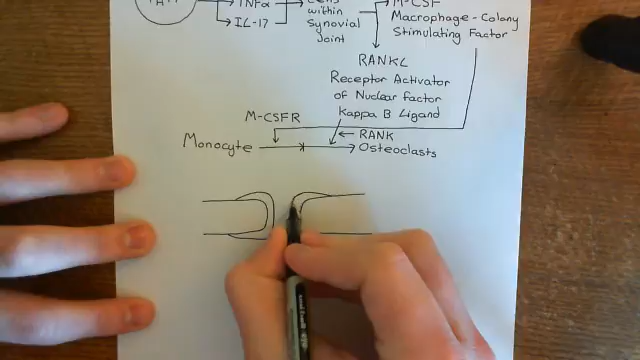 TNFα
IL-17
Cells
within
Synovial
Joint
M-CSF
Macrophage-Colony
Stimulating Factor
RANKL
Receptor Activator
of Nuclear Factor
Kappa B Ligand
M-CSFR
RANK
Monocyte
Osteoclasts